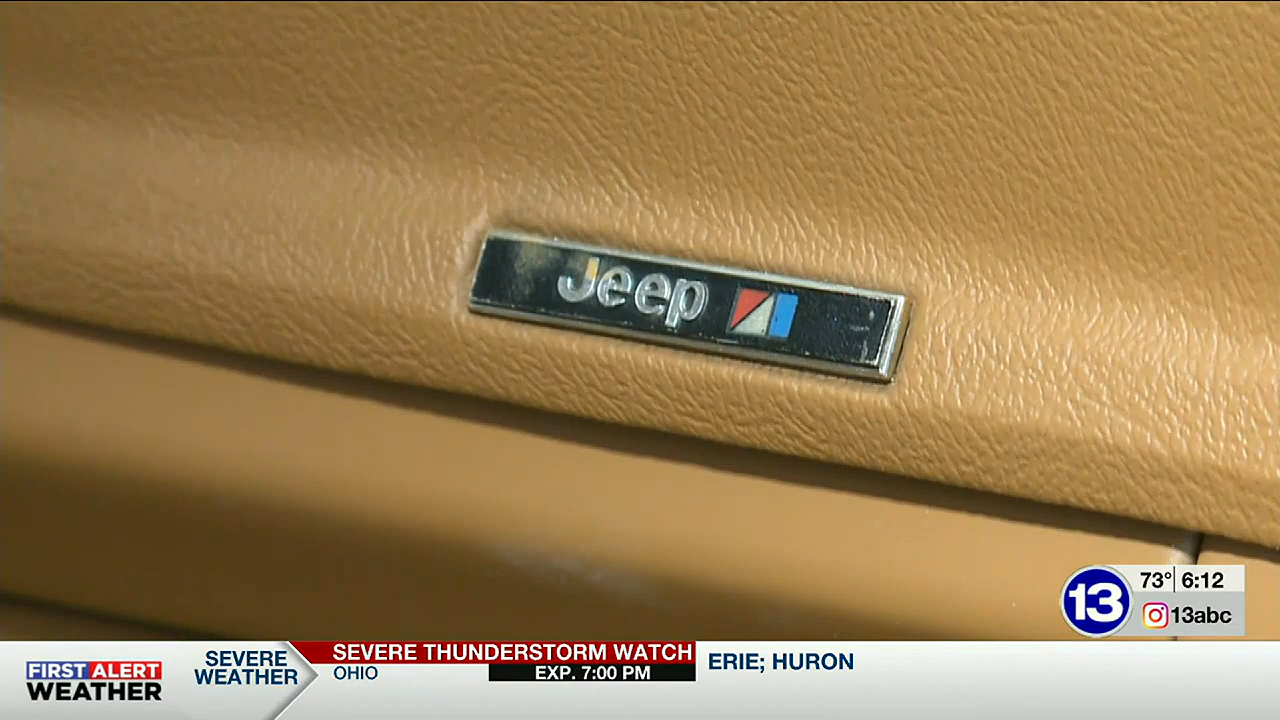 Jeep
13
73° 6:12
13abc
FIRST ALERT
WEATHER
SEVERE
WEATHER
SEVERE THUNDERSTORM WATCH
OHIO
EXP. 7:00 PM
ERIE; HURON